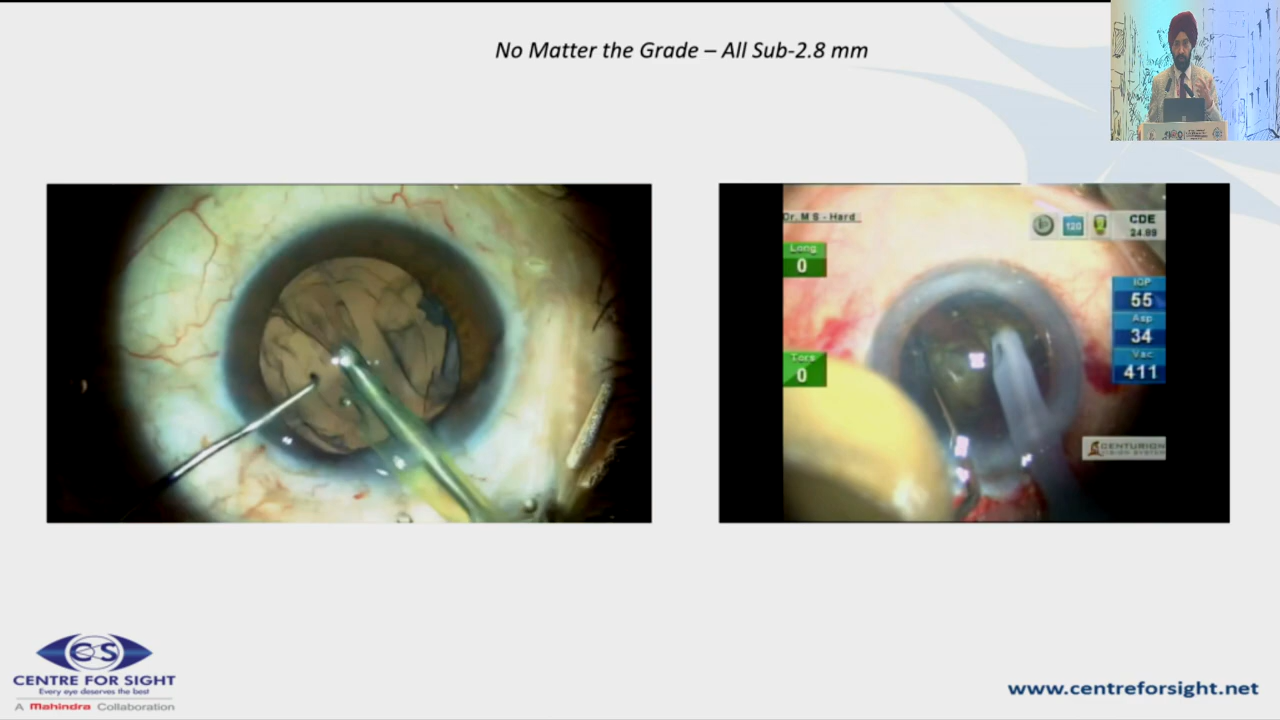 No Matter the Grade – All Sub-2.8 mm
Dr. M S - Hard
120
CDE
24.89
Long
0
IOP
55
Asp
34
Vac
411
Tors
0
CENTURION
VISION SYSTEM
CS
CENTRE FOR SIGHT
Every eye deserves the best
A Mahindra Collaboration
www.centreforsight.net